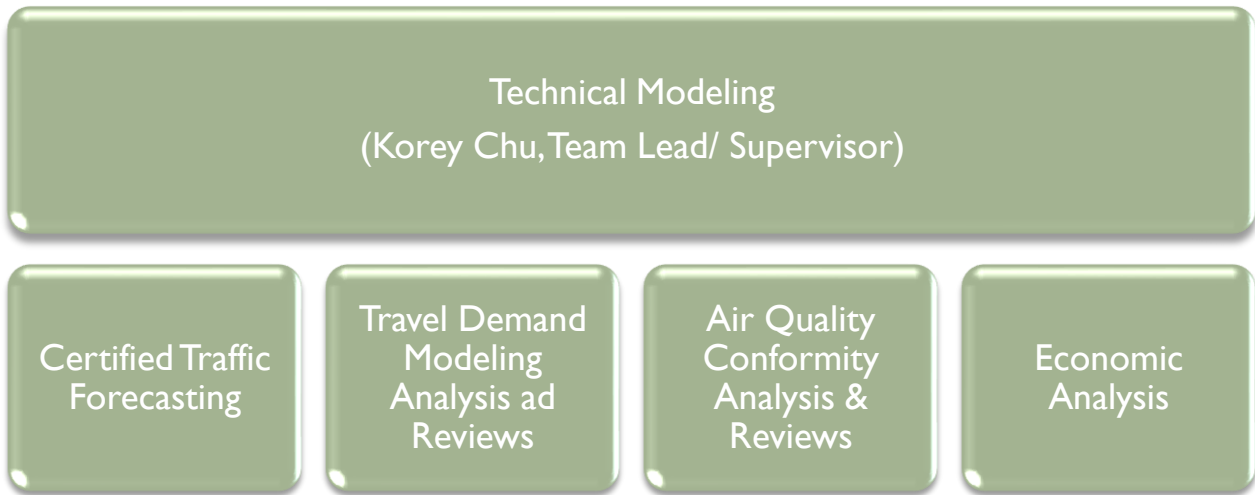 Technical Modeling
(Korey Chu, Team Lead/ Supervisor)
Certified Traffic
Forecasting
Travel Demand
Modeling
Analysis ad
Reviews
Air Quality
Conformity
Analysis &
Reviews
Economic
Analysis